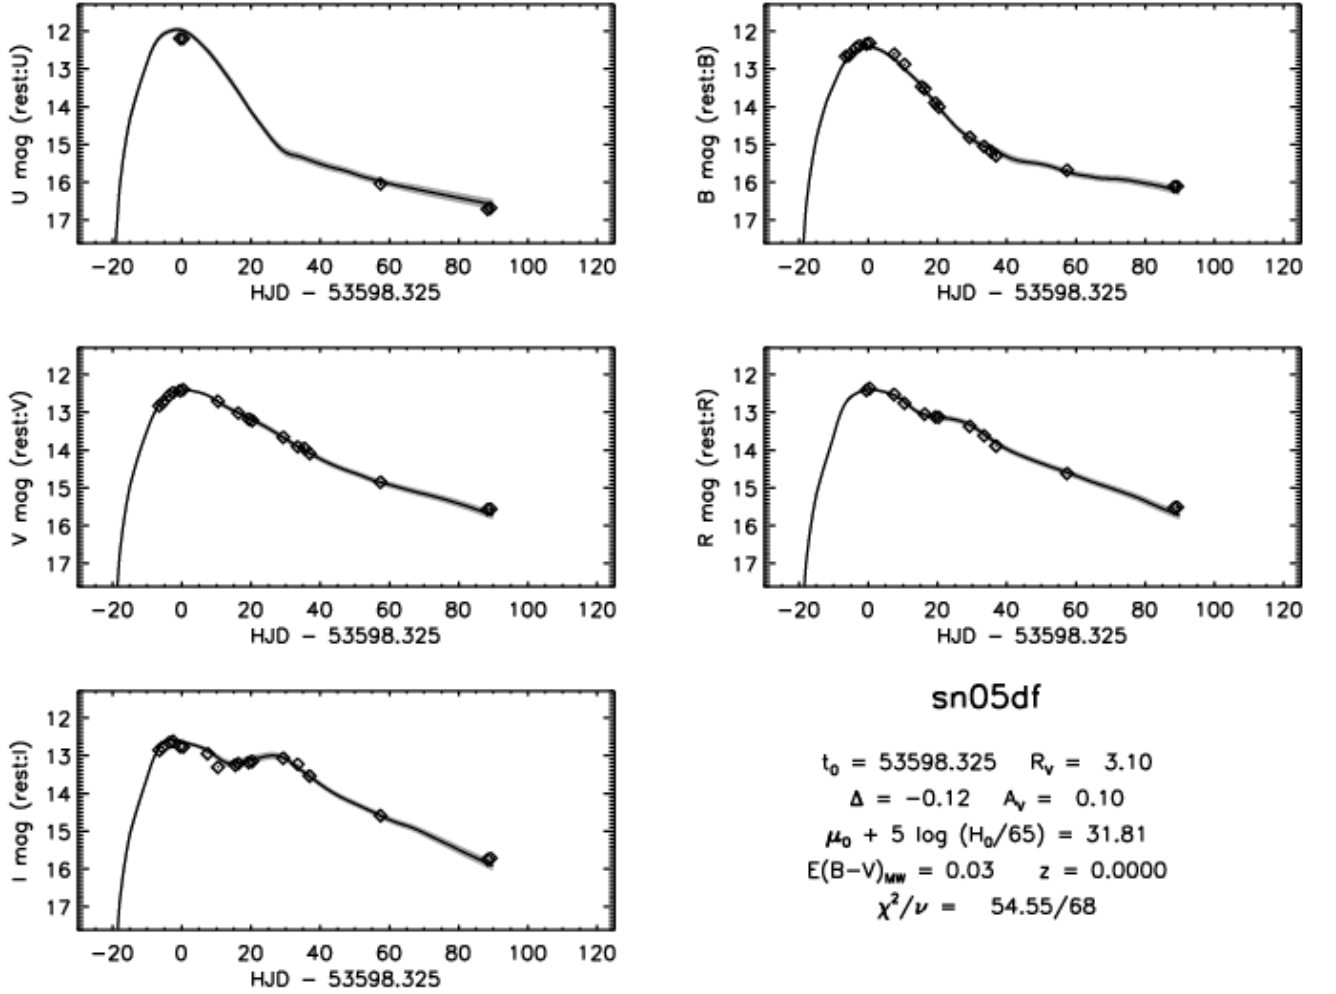 U mag (rest:U)
12
13
14
15
16
17
−20 0 20 40 60 80 100 120
HJD − 53598.325
B mag (rest:B)
12
13
14
15
16
17
−20 0 20 40 60 80 100 120
HJD − 53598.325
V mag (rest:V)
12
13
14
15
16
17
−20 0 20 40 60 80 100 120
HJD − 53598.325
R mag (rest:R)
12
13
14
15
16
17
−20 0 20 40 60 80 100 120
HJD − 53598.325
I mag (rest:I)
12
13
14
15
16
17
−20 0 20 40 60 80 100 120
HJD − 53598.325
sn05df
t₀ = 53598.325 Rᵥ = 3.10
Δ = −0.12 Aᵥ = 0.10
μ₀ + 5 log (H₀/65) = 31.81
E(B−V)MW = 0.03 z = 0.0000
χ²/ν = 54.55/68